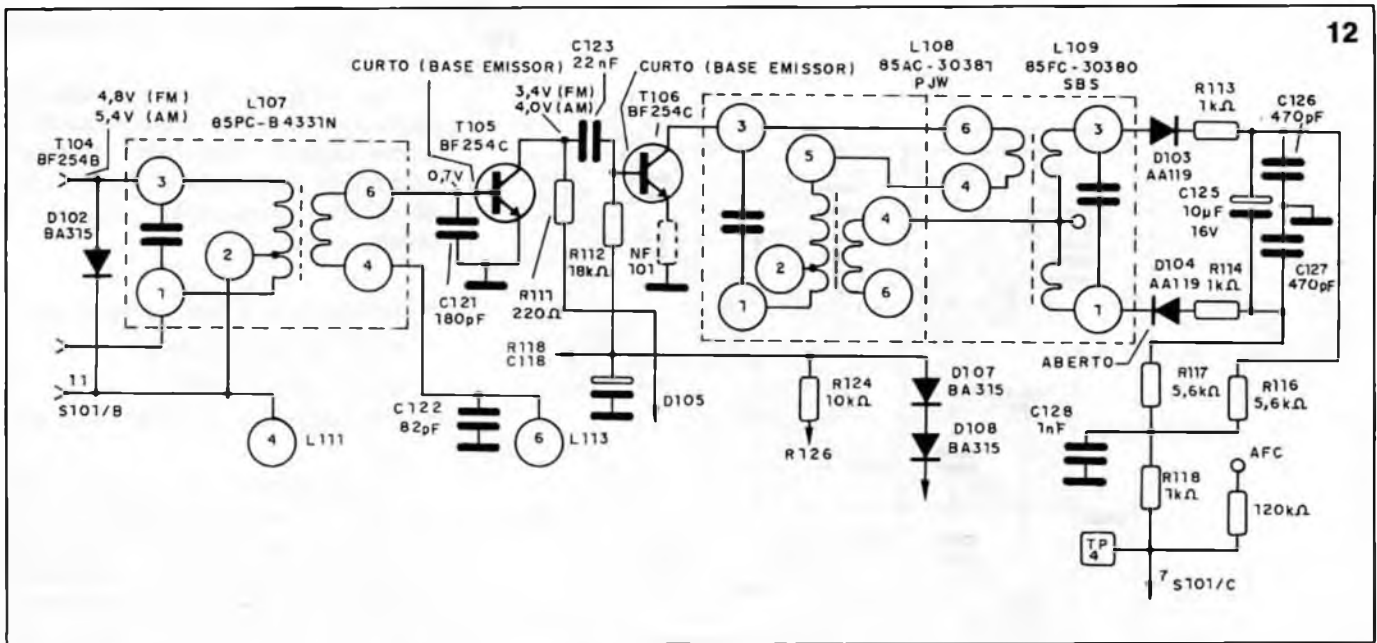 12
C123
22nF
CURTO (BASE EMISSOR)
3,4V (FM)
4,0V (AM)
CURTO (BASE EMISSOR)
L108
85AC-30381
PJW
L109
85FC-30380
SBS
4,8V (FM)
5,4V (AM)
L107
85PC-B4331N
T104
BF254B
T105
BF254C
T106
BF254C
R113
1kΩ
C126
470pF
3
6
0,7V
3
5
6
4
3
D103
AA119
C125
10µF
16V
D102
BA315
2
4
R112
18kΩ
NF
101
2
4
6
D104
AA119
R114
1kΩ
C127
470pF
1
C121
180pF
R111
220Ω
1
1
ABERTO
R118
C118
R117
5,6kΩ
R116
5,6kΩ
11
S101/B
4
L111
C122
82pF
6
L113
D105
R124
10kΩ
R126
D107
BA315
D108
BA315
C128
1nF
AFC
R118
1kΩ
120kΩ
TP
4
7
S101/C